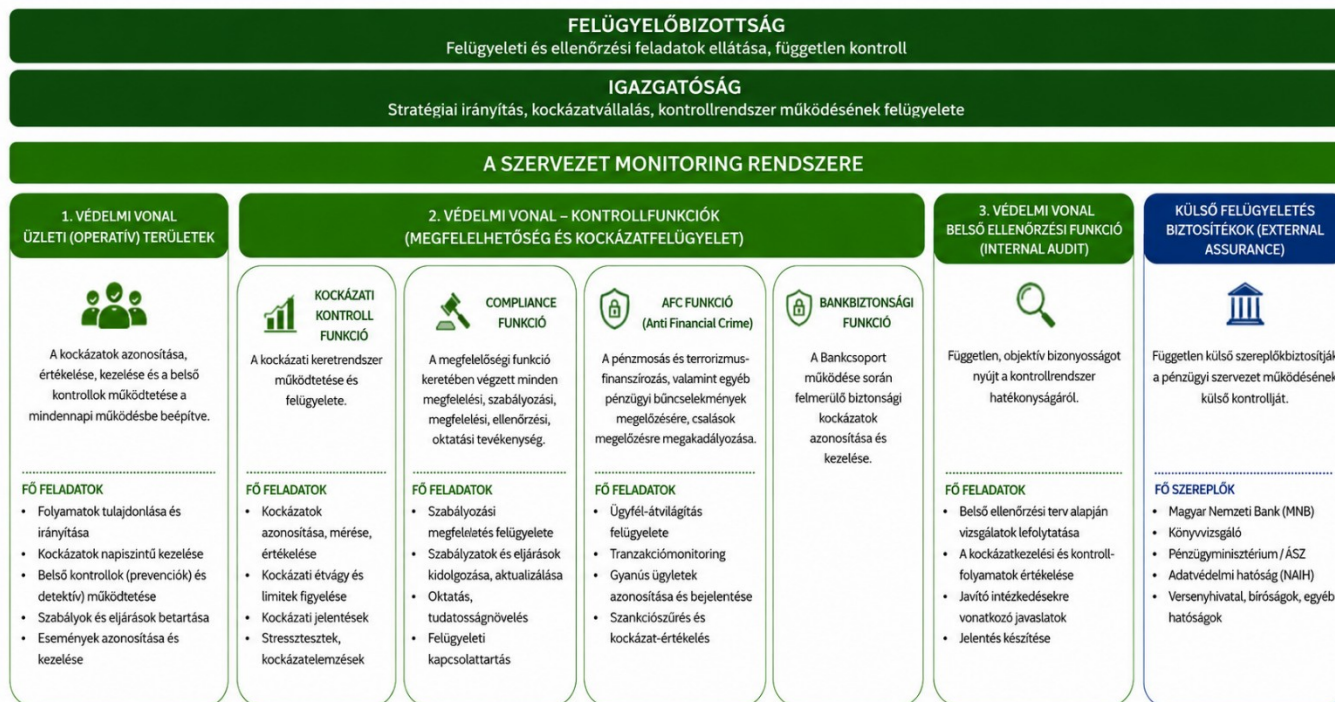 FELÜGYELŐBIZOTTSÁG
Felügyeleti és ellenőrzési feladatok ellátása, független kontroll
IGAZGATÓSÁG
Stratégiai irányítás, kockázatvállalás, kontrollrendszer működésének felügyelete
A SZERVEZET MONITORING RENDSZERE
1. VÉDELMI VONAL
ÜZLETI (OPERATÍV) TERÜLETEK
A kockázatok azonosítása,
értékelése, kezelése és a belső
kontrollok működtetése a
mindennapi működésbe beépítve.
FŐ FELADATOK
• Folyamatok tulajdonlása és
irányítása
• Kockázatok napiszintű kezelése
• Belső kontrollok (prevenciók) és
detektív) működtetése
• Szabályok és eljárások betartása
• Események azonosítása és
kezelése
2. VÉDELMI VONAL – KONTROLLFUNKCIÓK
(MEGFELELHETŐSÉG ÉS KOCKÁZATFELÜGYELET)
KOCKÁZATI
KONTROLL
FUNKCIÓ
A kockázati keretrendszer
működtetése és
felügyelete.
FŐ FELADATOK
• Kockázatok
azonosítása, mérése,
értékelése
• Kockázati étvágy és
limitek figyelése
• Kockázati jelentések
• Stressztesztek,
kockázatelemzések
COMPLIANCE
FUNKCIÓ
A megfelelőségi funkció
keretében végzett minden
megfelelési, szabályozási,
megfelelési, ellenőrzési,
oktatási tevékenység.
FŐ FELADATOK
• Szabályozási
megfelelatés felügyelete
• Szabályzatok és eljárások
kidolgozása, aktualizálása
• Oktatás,
tudatosságnövelés
• Felügyeleti
kapcsolattartás
AFC FUNKCIÓ
(Anti Financial Crime)
A pénzmosás és terrorizmus-
finanszírozás, valamint egyéb
pénzügyi bűncselekmények
megelőzésére, csalások
megelőzésre megakadályozása.
FŐ FELADATOK
• Ügyfél-átvilágítás
felügyelete
• Tranzakciómonitoring
• Gyanús ügyletek
azonosítása és bejelentése
• Szankciószűrés és
kockázat-értékelés
BANKBIZTONSÁGI
FUNKCIÓ
A Bankcsoport
működése során
felmerülő biztonsági
kockázatok
azonosítása és
kezelése.
3. VÉDELMI VONAL
BELSŐ ELLENŐRZÉSI FUNKCIÓ
(INTERNAL AUDIT)
Független, objektív bizonyosságot
nyújt a kontrollrendszer
hatékonyságáról.
FŐ FELADATOK
• Belső ellenőrzési terv alapján
vizsgálatok lefolytatása
• A kockázatkezelési és kontroll-
folyamatok értékelése
• Javító intézkedésekre
vonatkozó javaslatok
• Jelentés készítése
KÜLSŐ FELÜGYELETÉS
BIZTOSÍTÉKOK (EXTERNAL
ASSURANCE)
Független külső szereplőkbiztosítják
a pénzügyi szervezet működésének
külső kontrollját.
FŐ SZEREPLŐK
• Magyar Nemzeti Bank (MNB)
• Könyvvizsgáló
• Pénzügyminisztérium / ÁSZ
• Adatvédelmi hatóság (NAIH)
• Versenyhivatal, bíróságok, egyéb
hatóságok